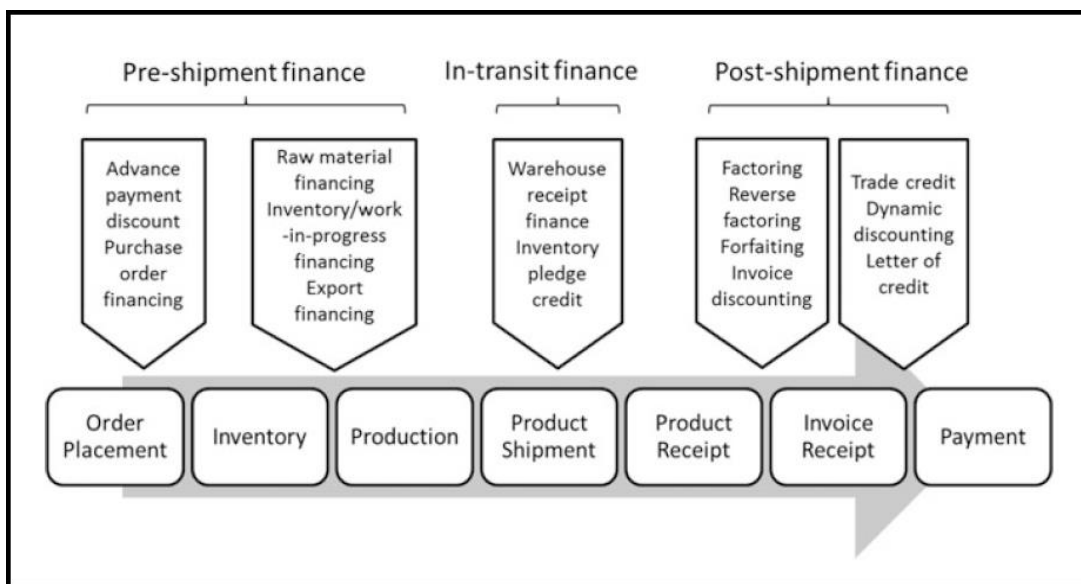 Pre-shipment finance
In-transit finance
Post-shipment finance
Advance
payment
discount
Purchase
order
financing
Raw material
financing
Inventory/work
-in-progress
financing
Export
financing
Warehouse
receipt
finance
Inventory
pledge
credit
Factoring
Reverse
factoring
Forfaiting
Invoice
discounting
Trade credit
Dynamic
discounting
Letter of
credit
Order
Placement
Inventory
Production
Product
Shipment
Product
Receipt
Invoice
Receipt
Payment